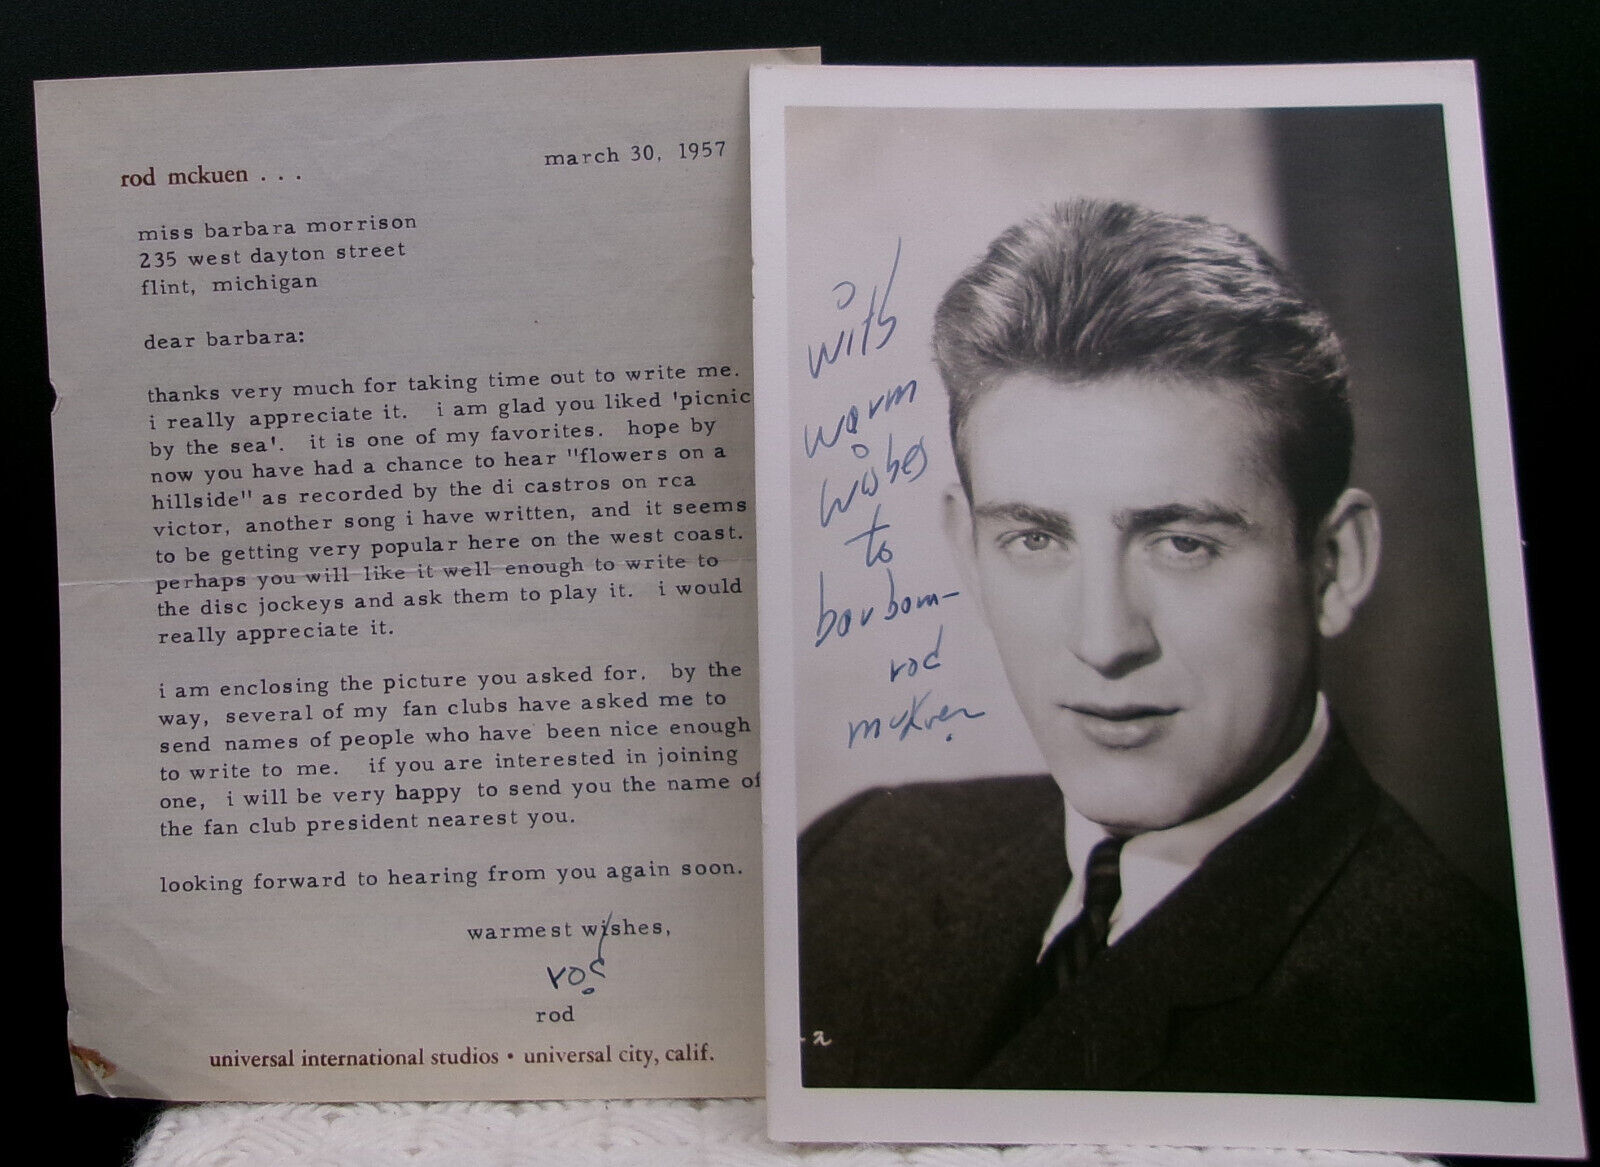 rod mckuen . . .
march 30, 1957
miss barbara morrison
235 west dayton street
flint, michigan
dear barbara:
thanks very much for taking time out to write me.
i really appreciate it. i am glad you liked 'picnic
by the sea'. it is one of my favorites. hope by
now you have had a chance to hear "flowers on a
hillside" as recorded by the di castros on rca
victor, another song i have written, and it seems
to be getting very popular here on the west coast.
perhaps you will like it well enough to write to
the disc jockeys and ask them to play it. i would
really appreciate it.
i am enclosing the picture you asked for. by the
way, several of my fan clubs have asked me to
send names of people who have been nice enough
to write to me. if you are interested in joining
one, i will be very happy to send you the name of
the fan club president nearest you.
looking forward to hearing from you again soon.
warmest wishes,
rod
rod
universal international studios • universal city, calif.
with
warm
wishes
to
barbara—
rod
mcKuen
-2